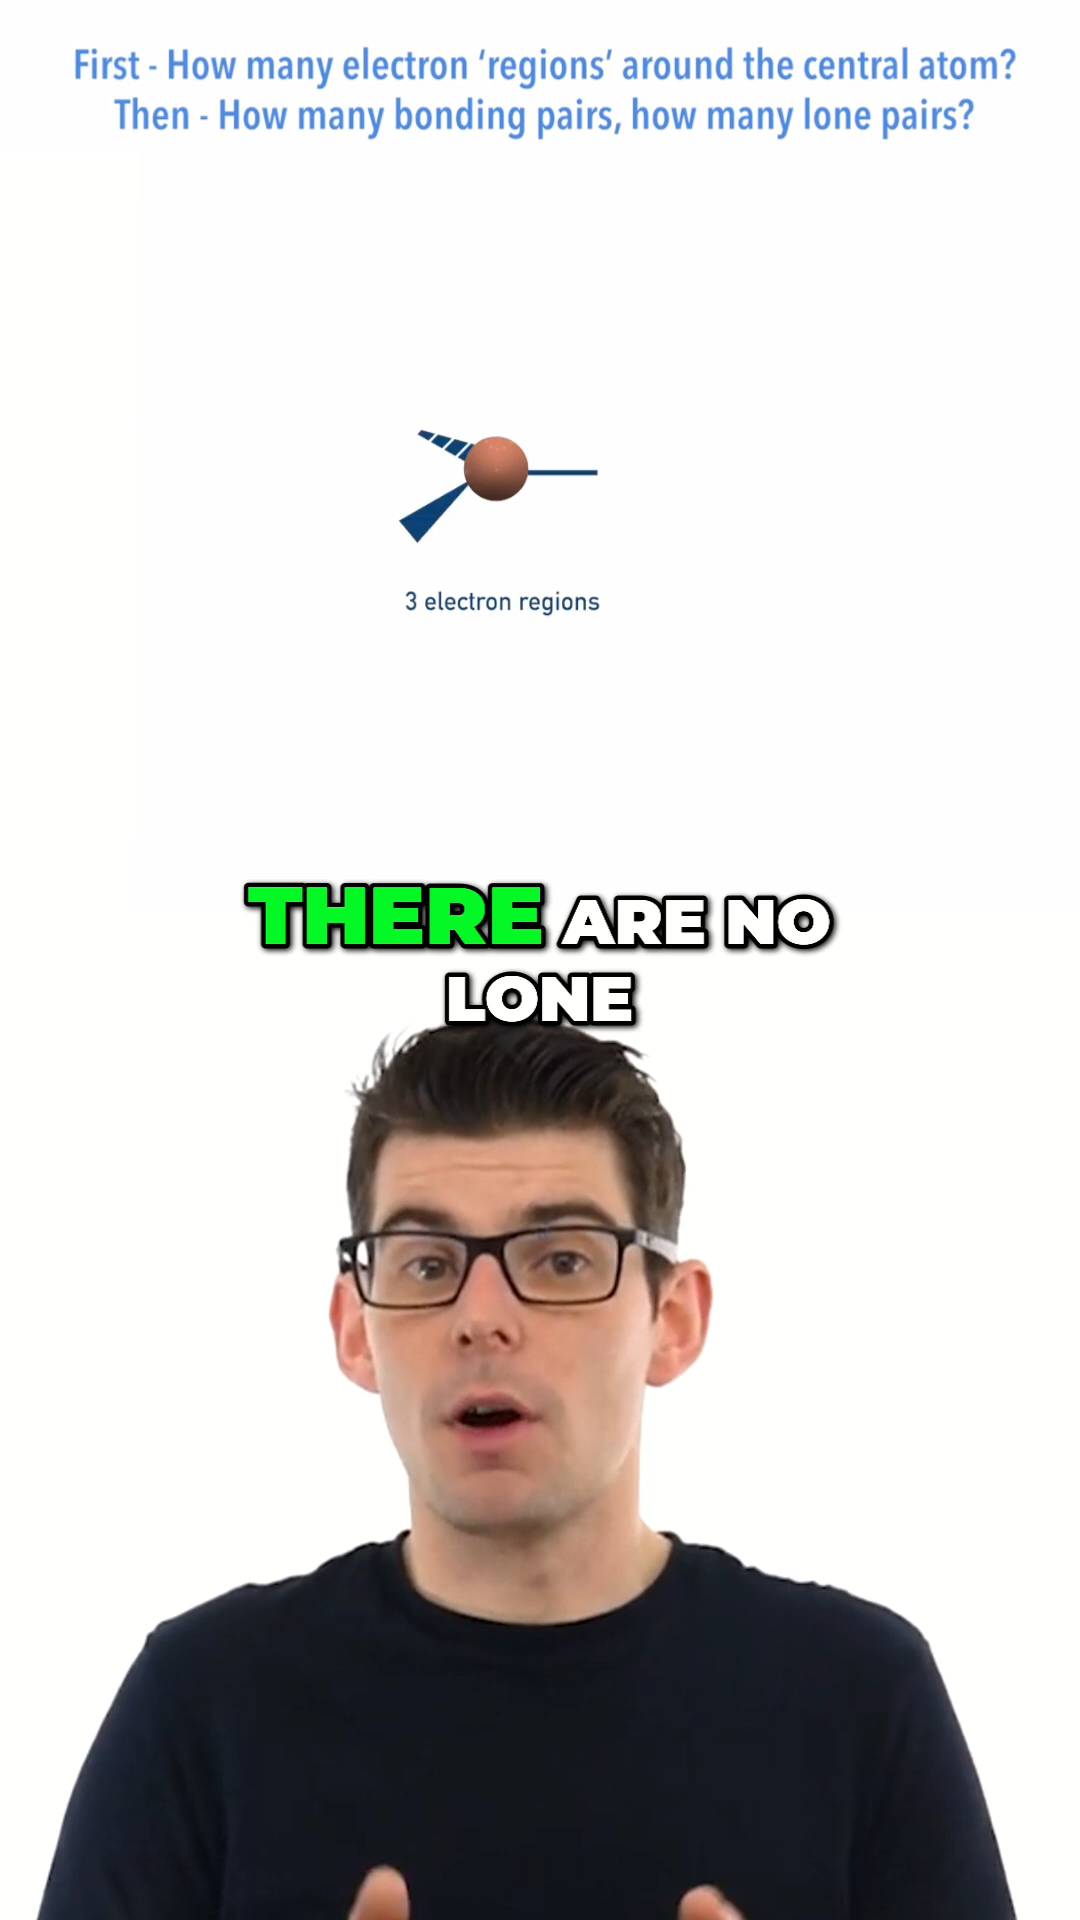 First - How many electron ‘regions’ around the central atom?
Then - How many bonding pairs, how many lone pairs?
3 electron regions
THERE ARE NO
LONE